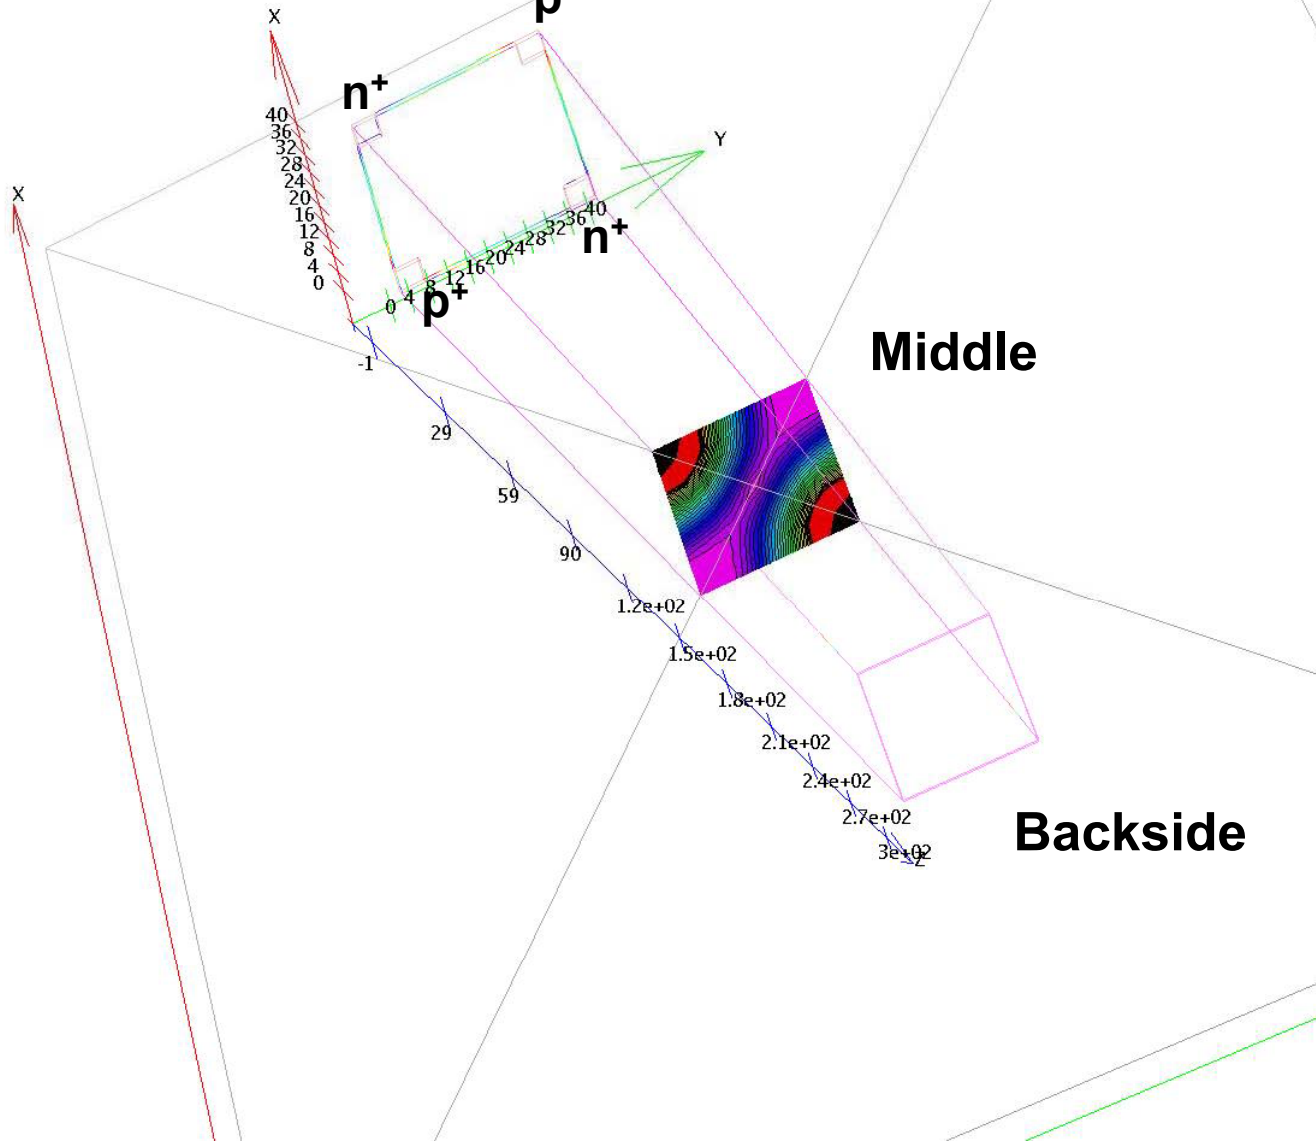 p
X
n⁺
40
36
32
28
24
20
16
12
8
4
0
Y
X
0 4 8 12 16 20 24 28 32 36 40
n⁺
p⁺
-1
Middle
29
59
90
1.2e+02
1.5e+02
1.8e+02
2.1e+02
2.4e+02
2.7e+02
Backside
3e+02
Z